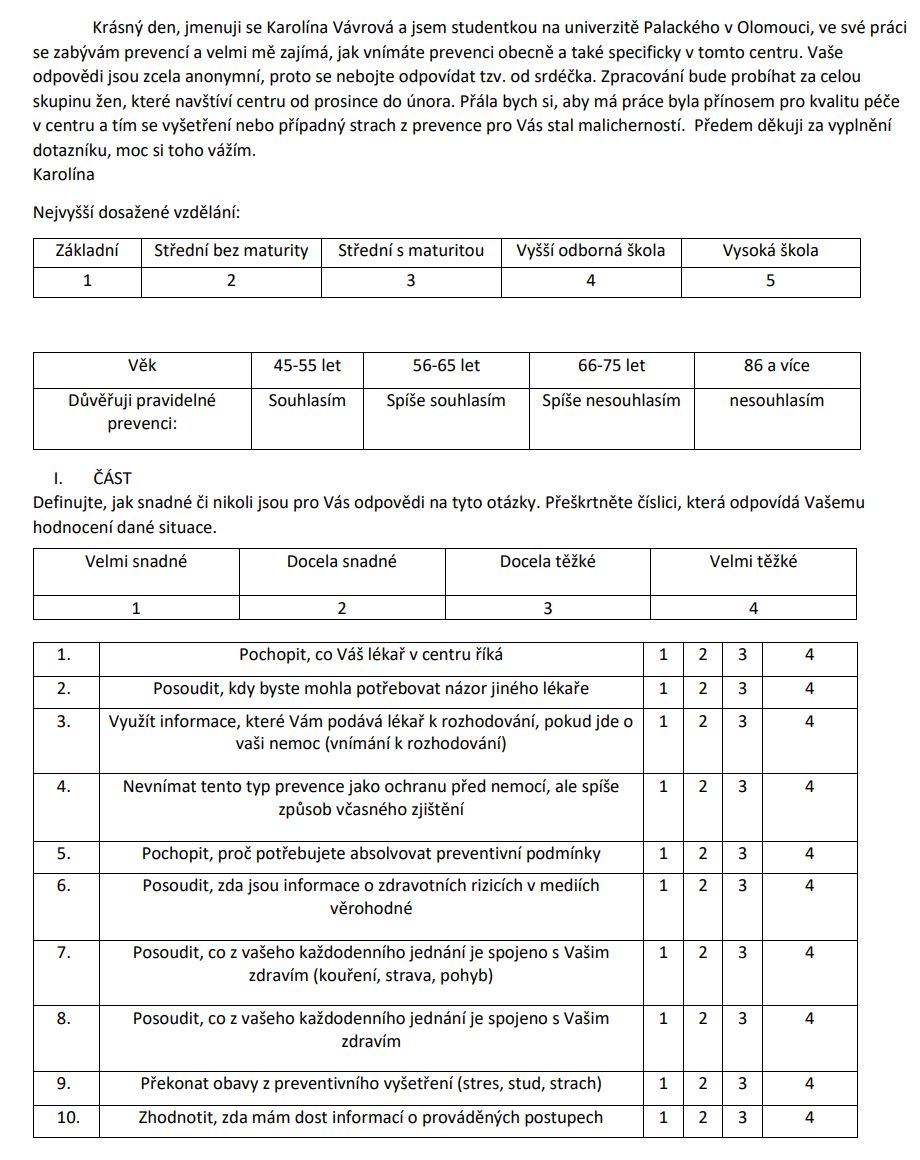 Krásný den, jmenuji se Karolína Vávrová a jsem studentkou na univerzitě Palackého v Olomouci, ve své práci
se zabývám prevencí a velmi mě zajímá, jak vnímáte prevenci obecně a také specificky v tomto centru. Vaše
odpovědi jsou zcela anonymní, proto se nebojte odpovídat tzv. od srdéčka. Zpracování bude probíhat za celou
skupinu žen, které navštíví centru od prosince do února. Přála bych si, aby má práce byla přínosem pro kvalitu péče
v centru a tím se vyšetření nebo případný strach z prevence pro Vás stal malicherností. Předem děkuji za vyplnění
dotazníku, moc si toho vážím.
Karolína
Nejvyšší dosažené vzdělání:
Základní Střední bez maturity Střední s maturitou Vyšší odborná škola Vysoká škola
1 2 3 4 5
Věk 45-55 let 56-65 let 66-75 let 86 a více
Důvěřuji pravidelné Souhlasím Spíše souhlasím Spíše nesouhlasím nesouhlasím
prevenci:
I. ČÁST
Definujte, jak snadné či nikoli jsou pro Vás odpovědi na tyto otázky. Přeškrtněte číslici, která odpovídá Vašemu
hodnocení dané situace.
Velmi snadné Docela snadné Docela těžké Velmi těžké
1 2 3 4
1. Pochopit, co Váš lékař v centru říká 1 2 3 4
2. Posoudit, kdy byste mohla potřebovat názor jiného lékaře 1 2 3 4
3. Využít informace, které Vám podává lékař k rozhodování, pokud jde o 1 2 3 4
vaši nemoc (vnímání k rozhodování)
4. Nevnímat tento typ prevence jako ochranu před nemocí, ale spíše 1 2 3 4
způsob včasného zjištění
5. Pochopit, proč potřebujete absolvovat preventivní podmínky 1 2 3 4
6. Posoudit, zda jsou informace o zdravotních rizicích v mediích 1 2 3 4
věrohodné
7. Posoudit, co z vašeho každodenního jednání je spojeno s Vašim 1 2 3 4
zdravím (kouření, strava, pohyb)
8. Posoudit, co z vašeho každodenního jednání je spojeno s Vašim 1 2 3 4
zdravím
9. Překonat obavy z preventivního vyšetření (stres, stud, strach) 1 2 3 4
10. Zhodnotit, zda mám dost informací o prováděných postupech 1 2 3 4